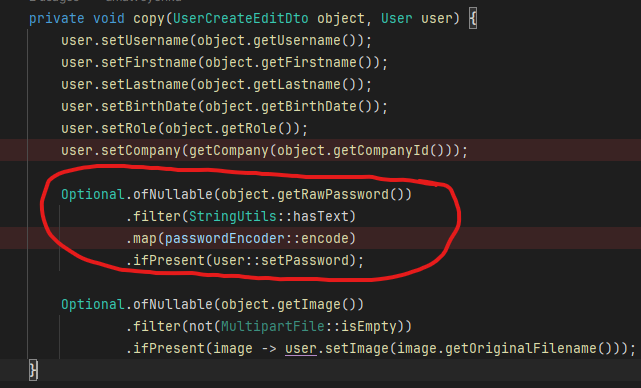 private void copy(UserCreateEditDto object, User user) {
user.setUsername(object.getUsername());
user.setFirstname(object.getFirstname());
user.setLastname(object.getLastname());
user.setBirthDate(object.getBirthDate());
user.setRole(object.getRole());
user.setCompany(getCompany(object.getCompanyId()));
Optional.ofNullable(object.getRawPassword())
.filter(StringUtils::hasText)
.map(passwordEncoder::encode)
.ifPresent(user::setPassword);
Optional.ofNullable(object.getImage())
.filter(not(MultipartFile::isEmpty))
.ifPresent(image -> user.setImage(image.getOriginalFilename()));
}